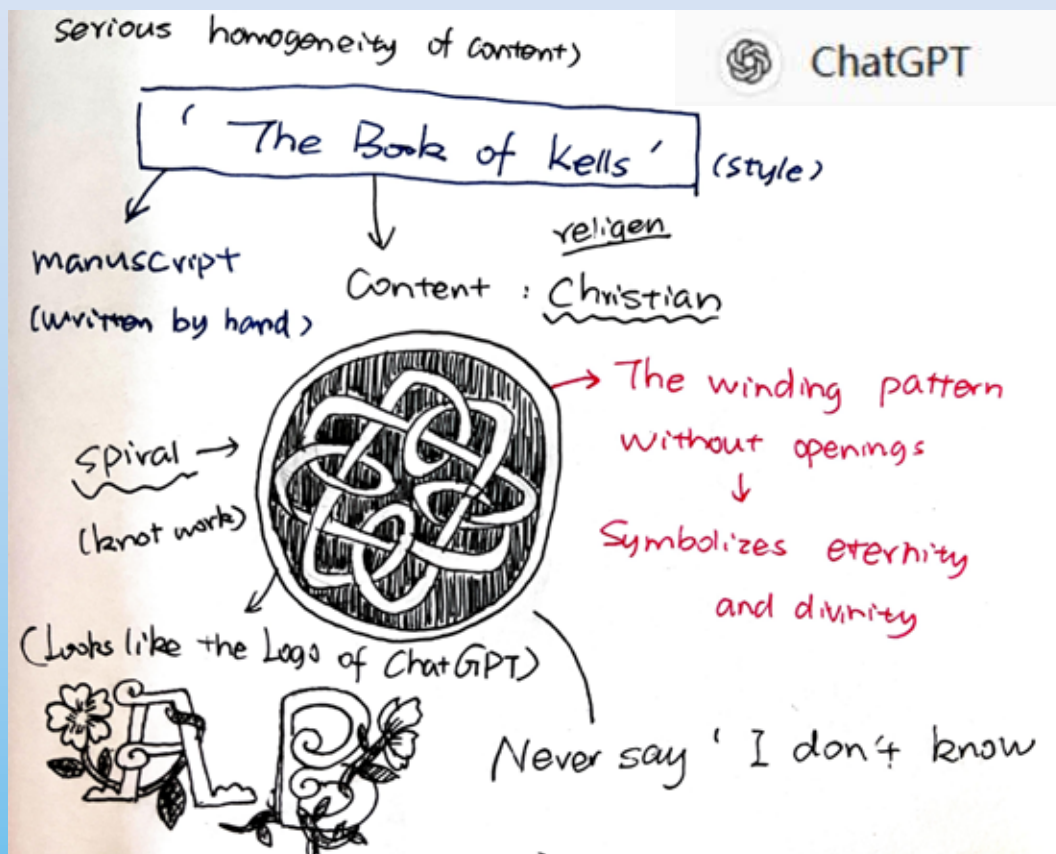 serious homogeneity of content)
ChatGPT
' The Book of Kells '
(style)
manuscript
(written by hand)
religen
Content : Christian
The winding pattern
without openings
Symbolizes eternity
and divinity
spiral
(knot work)
(Looks like the Logo of ChatGPT)
A B
Never say ' I don't know